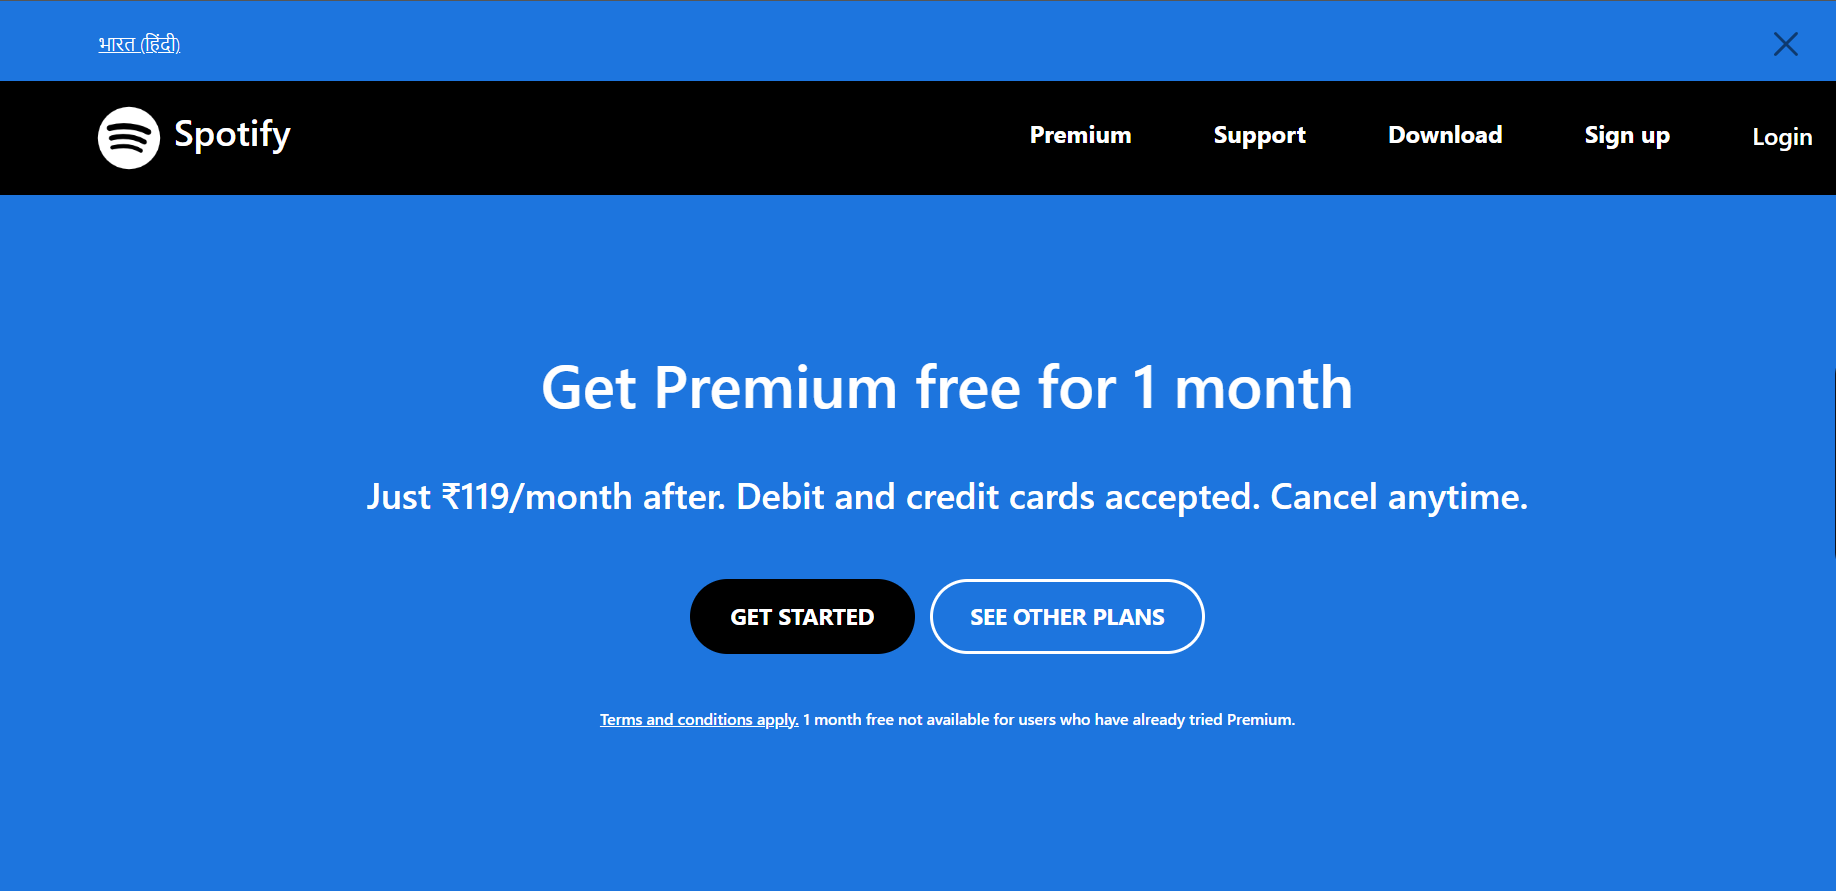 भारत (हिंदी)
Spotify
Premium Support Download Sign up Login
Get Premium free for 1 month
Just ₹119/month after. Debit and credit cards accepted. Cancel anytime.
GET STARTED SEE OTHER PLANS
Terms and conditions apply. 1 month free not available for users who have already tried Premium.